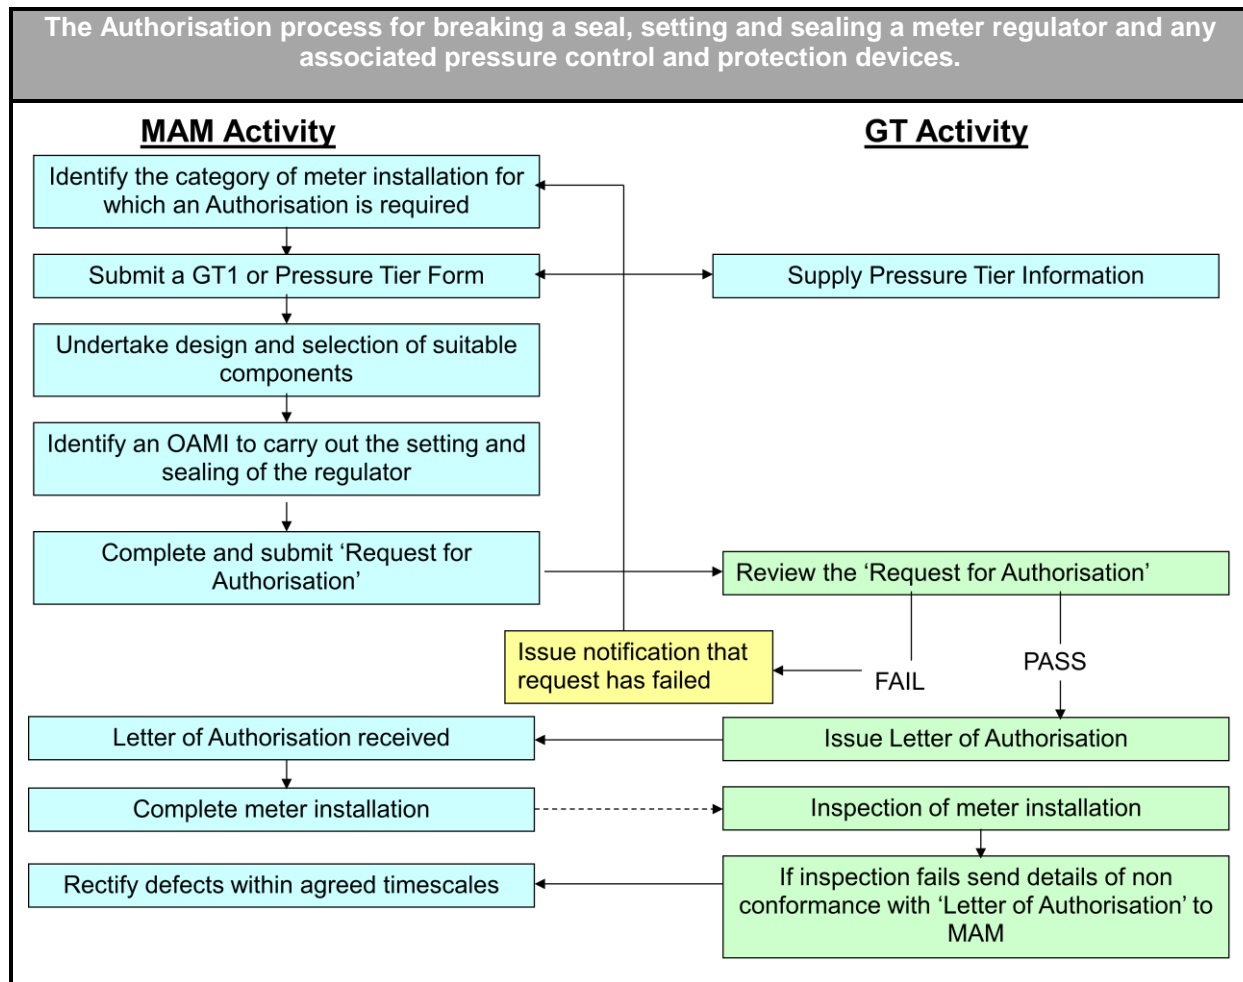 The Authorisation process for breaking a seal, setting and sealing a meter regulator and any
associated pressure control and protection devices.
MAM Activity
GT Activity
Identify the category of meter installation for
which an Authorisation is required
Submit a GT1 or Pressure Tier Form
Supply Pressure Tier Information
Undertake design and selection of suitable
components
Identify an OAMI to carry out the setting and
sealing of the regulator
Complete and submit ‘Request for
Authorisation’
Review the ‘Request for Authorisation’
Issue notification that
request has failed
FAIL
PASS
Letter of Authorisation received
Issue Letter of Authorisation
Complete meter installation
Inspection of meter installation
Rectify defects within agreed timescales
If inspection fails send details of non
conformance with ‘Letter of Authorisation’ to
MAM